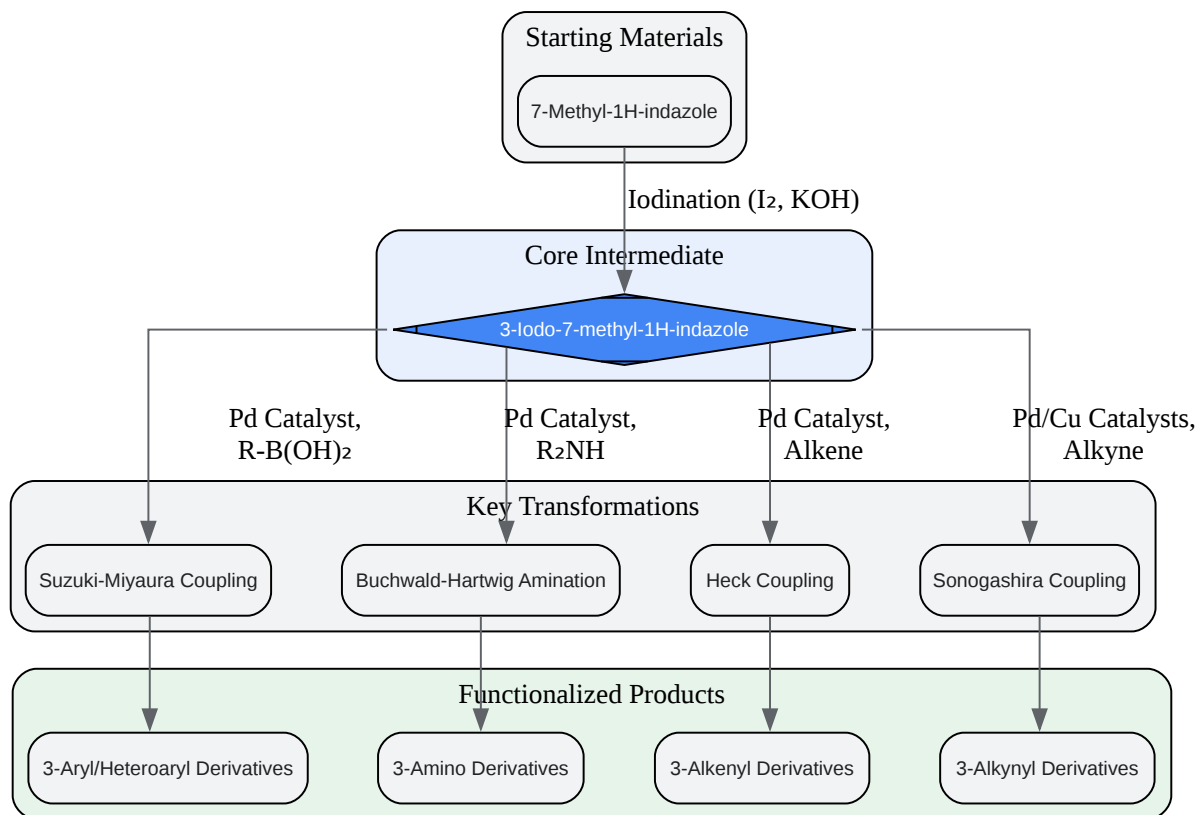 Starting Materials
7-Methyl-1H-indazole
Iodination (I₂, KOH)
Core Intermediate
3-Iodo-7-methyl-1H-indazole
Pd Catalyst,
R-B(OH)₂
Pd Catalyst,
R₂NH
Pd Catalyst,
Alkene
Pd/Cu Catalysts,
Alkyne
Key Transformations
Suzuki-Miyaura Coupling
Buchwald-Hartwig Amination
Heck Coupling
Sonogashira Coupling
Functionalized Products
3-Aryl/Heteroaryl Derivatives
3-Amino Derivatives
3-Alkenyl Derivatives
3-Alkynyl Derivatives